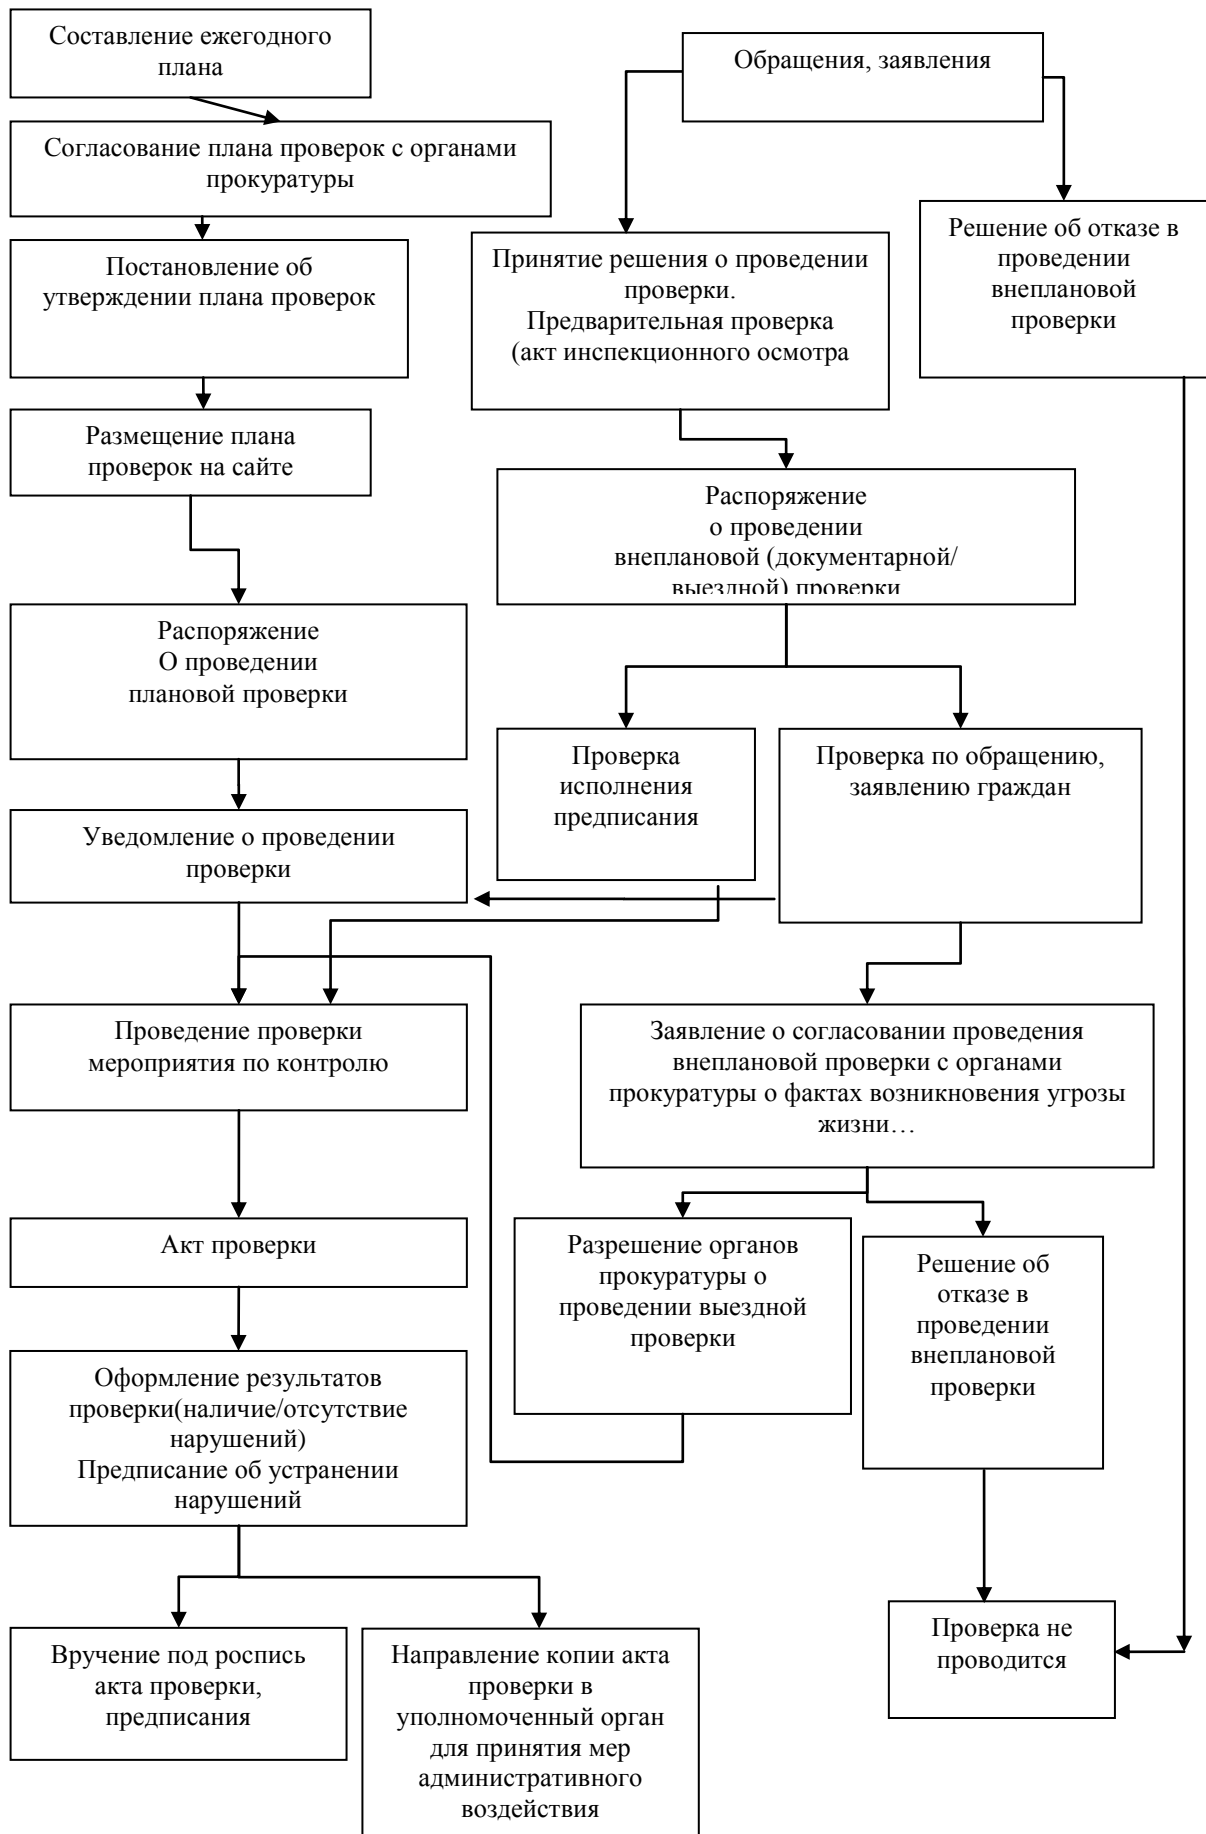 Составление ежегодного
плана
Обращения, заявления
Согласование плана проверок с органами
прокуратуры
Постановление об
утверждении плана проверок
Принятие решения о проведении
проверки.
Предварительная проверка
(акт инспекционного осмотра
Решение об отказе в
проведении
внеплановой
проверки
Размещение плана
проверок на сайте
Распоряжение
о проведении
внеплановой (документарной/
выездной) проверки
Распоряжение
О проведении
плановой проверки
Проверка
исполнения
предписания
Проверка по обращению,
заявлению граждан
Уведомление о проведении
проверки
Проведение проверки
мероприятия по контролю
Заявление о согласовании проведения
внеплановой проверки с органами
прокуратуры о фактах возникновения угрозы
жизни…
Акт проверки
Разрешение органов
прокуратуры о
проведении выездной
проверки
Решение об
отказе в
проведении
внеплановой
проверки
Оформление результатов
проверки(наличие/отсутствие
нарушений)
Предписание об устранении
нарушений
Вручение под роспись
акта проверки,
предписания
Направление копии акта
проверки в
уполномоченный орган
для принятия мер
административного
воздействия
Проверка не
проводится